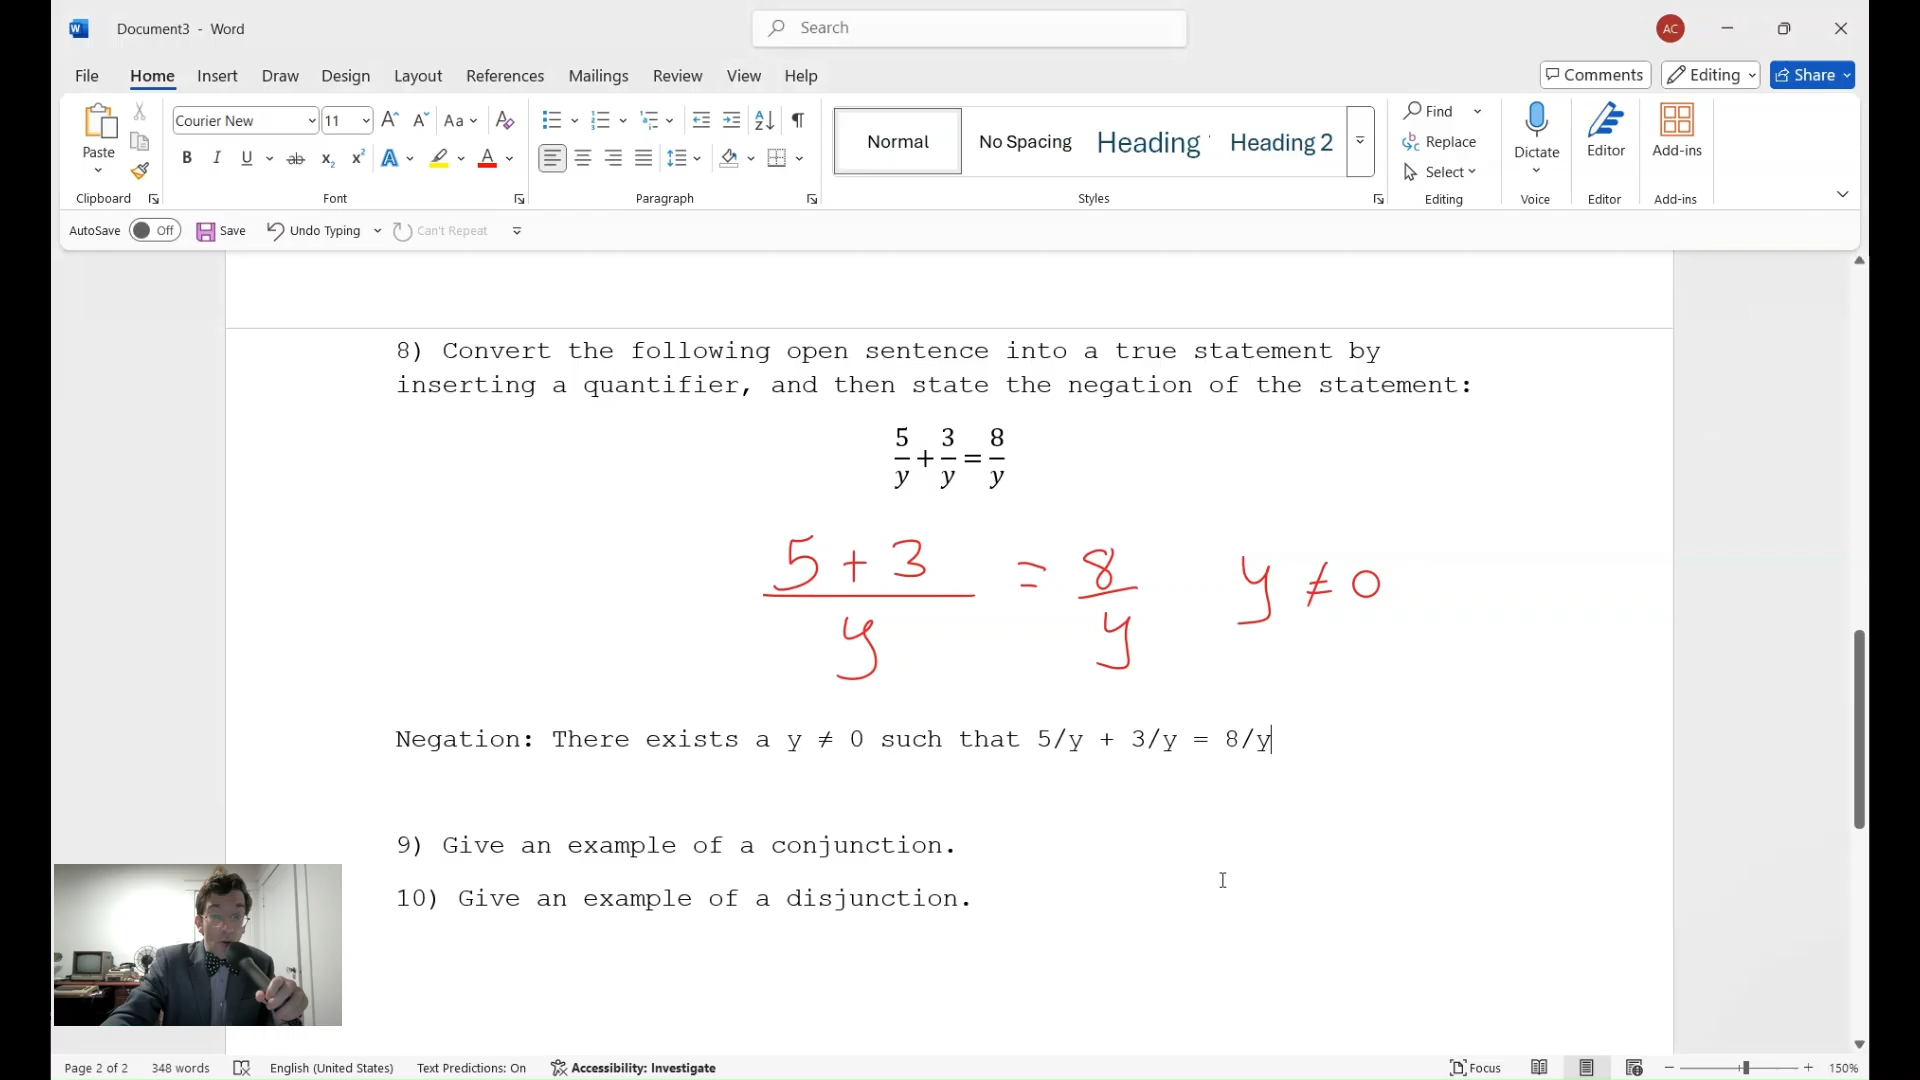 Document3 - Word
Search
AC
File Home Insert Draw Design Layout References Mailings Review View Help
Comments Editing Share
Paste
Courier New 11
Aa
B I U ab x₂ x² A A
A Z ¶
Normal No Spacing Heading Heading 2
Find
Replace
Select
Dictate Editor Add-ins
Clipboard Font Paragraph Styles Editing Voice Editor Add-ins
AutoSave Off Save Undo Typing Can't Repeat
8) Convert the following open sentence into a true statement by
inserting a quantifier, and then state the negation of the statement:
5/y + 3/y = 8/y
5 + 3 = 8 y ≠ 0
y y
Negation: There exists a y ≠ 0 such that 5/y + 3/y = 8/y
9) Give an example of a conjunction.
10) Give an example of a disjunction.
Page 2 of 2 348 words English (United States) Text Predictions: On Accessibility: Investigate Focus 150%